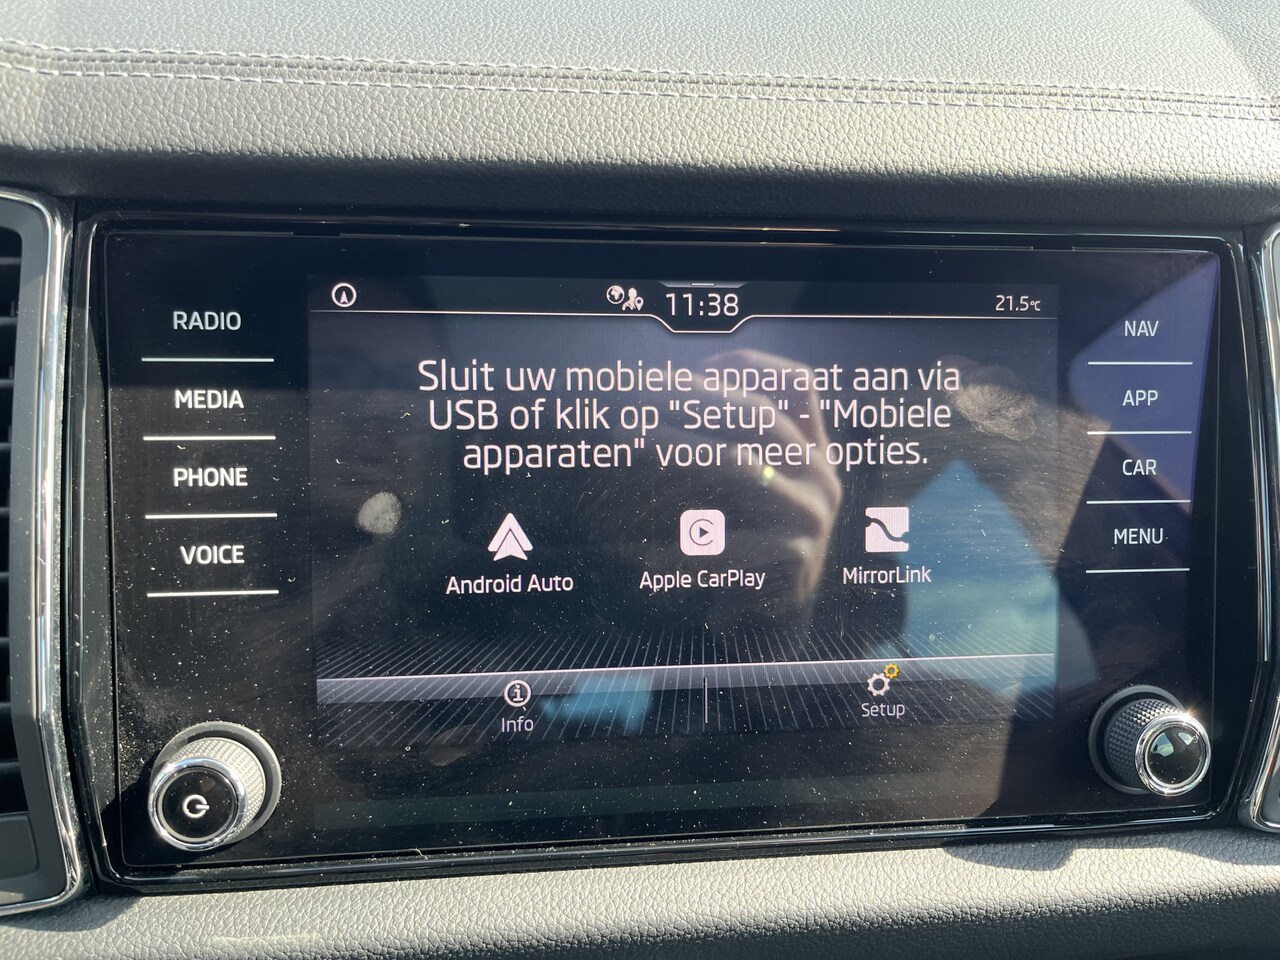 11:38
21.5°C
RADIO
MEDIA
PHONE
VOICE
Sluit uw mobiele apparaat aan via
USB of klik op "Setup" - "Mobiele
apparaten" voor meer opties.
Android Auto
Apple CarPlay
MirrorLink
Info
Setup
NAV
APP
CAR
MENU